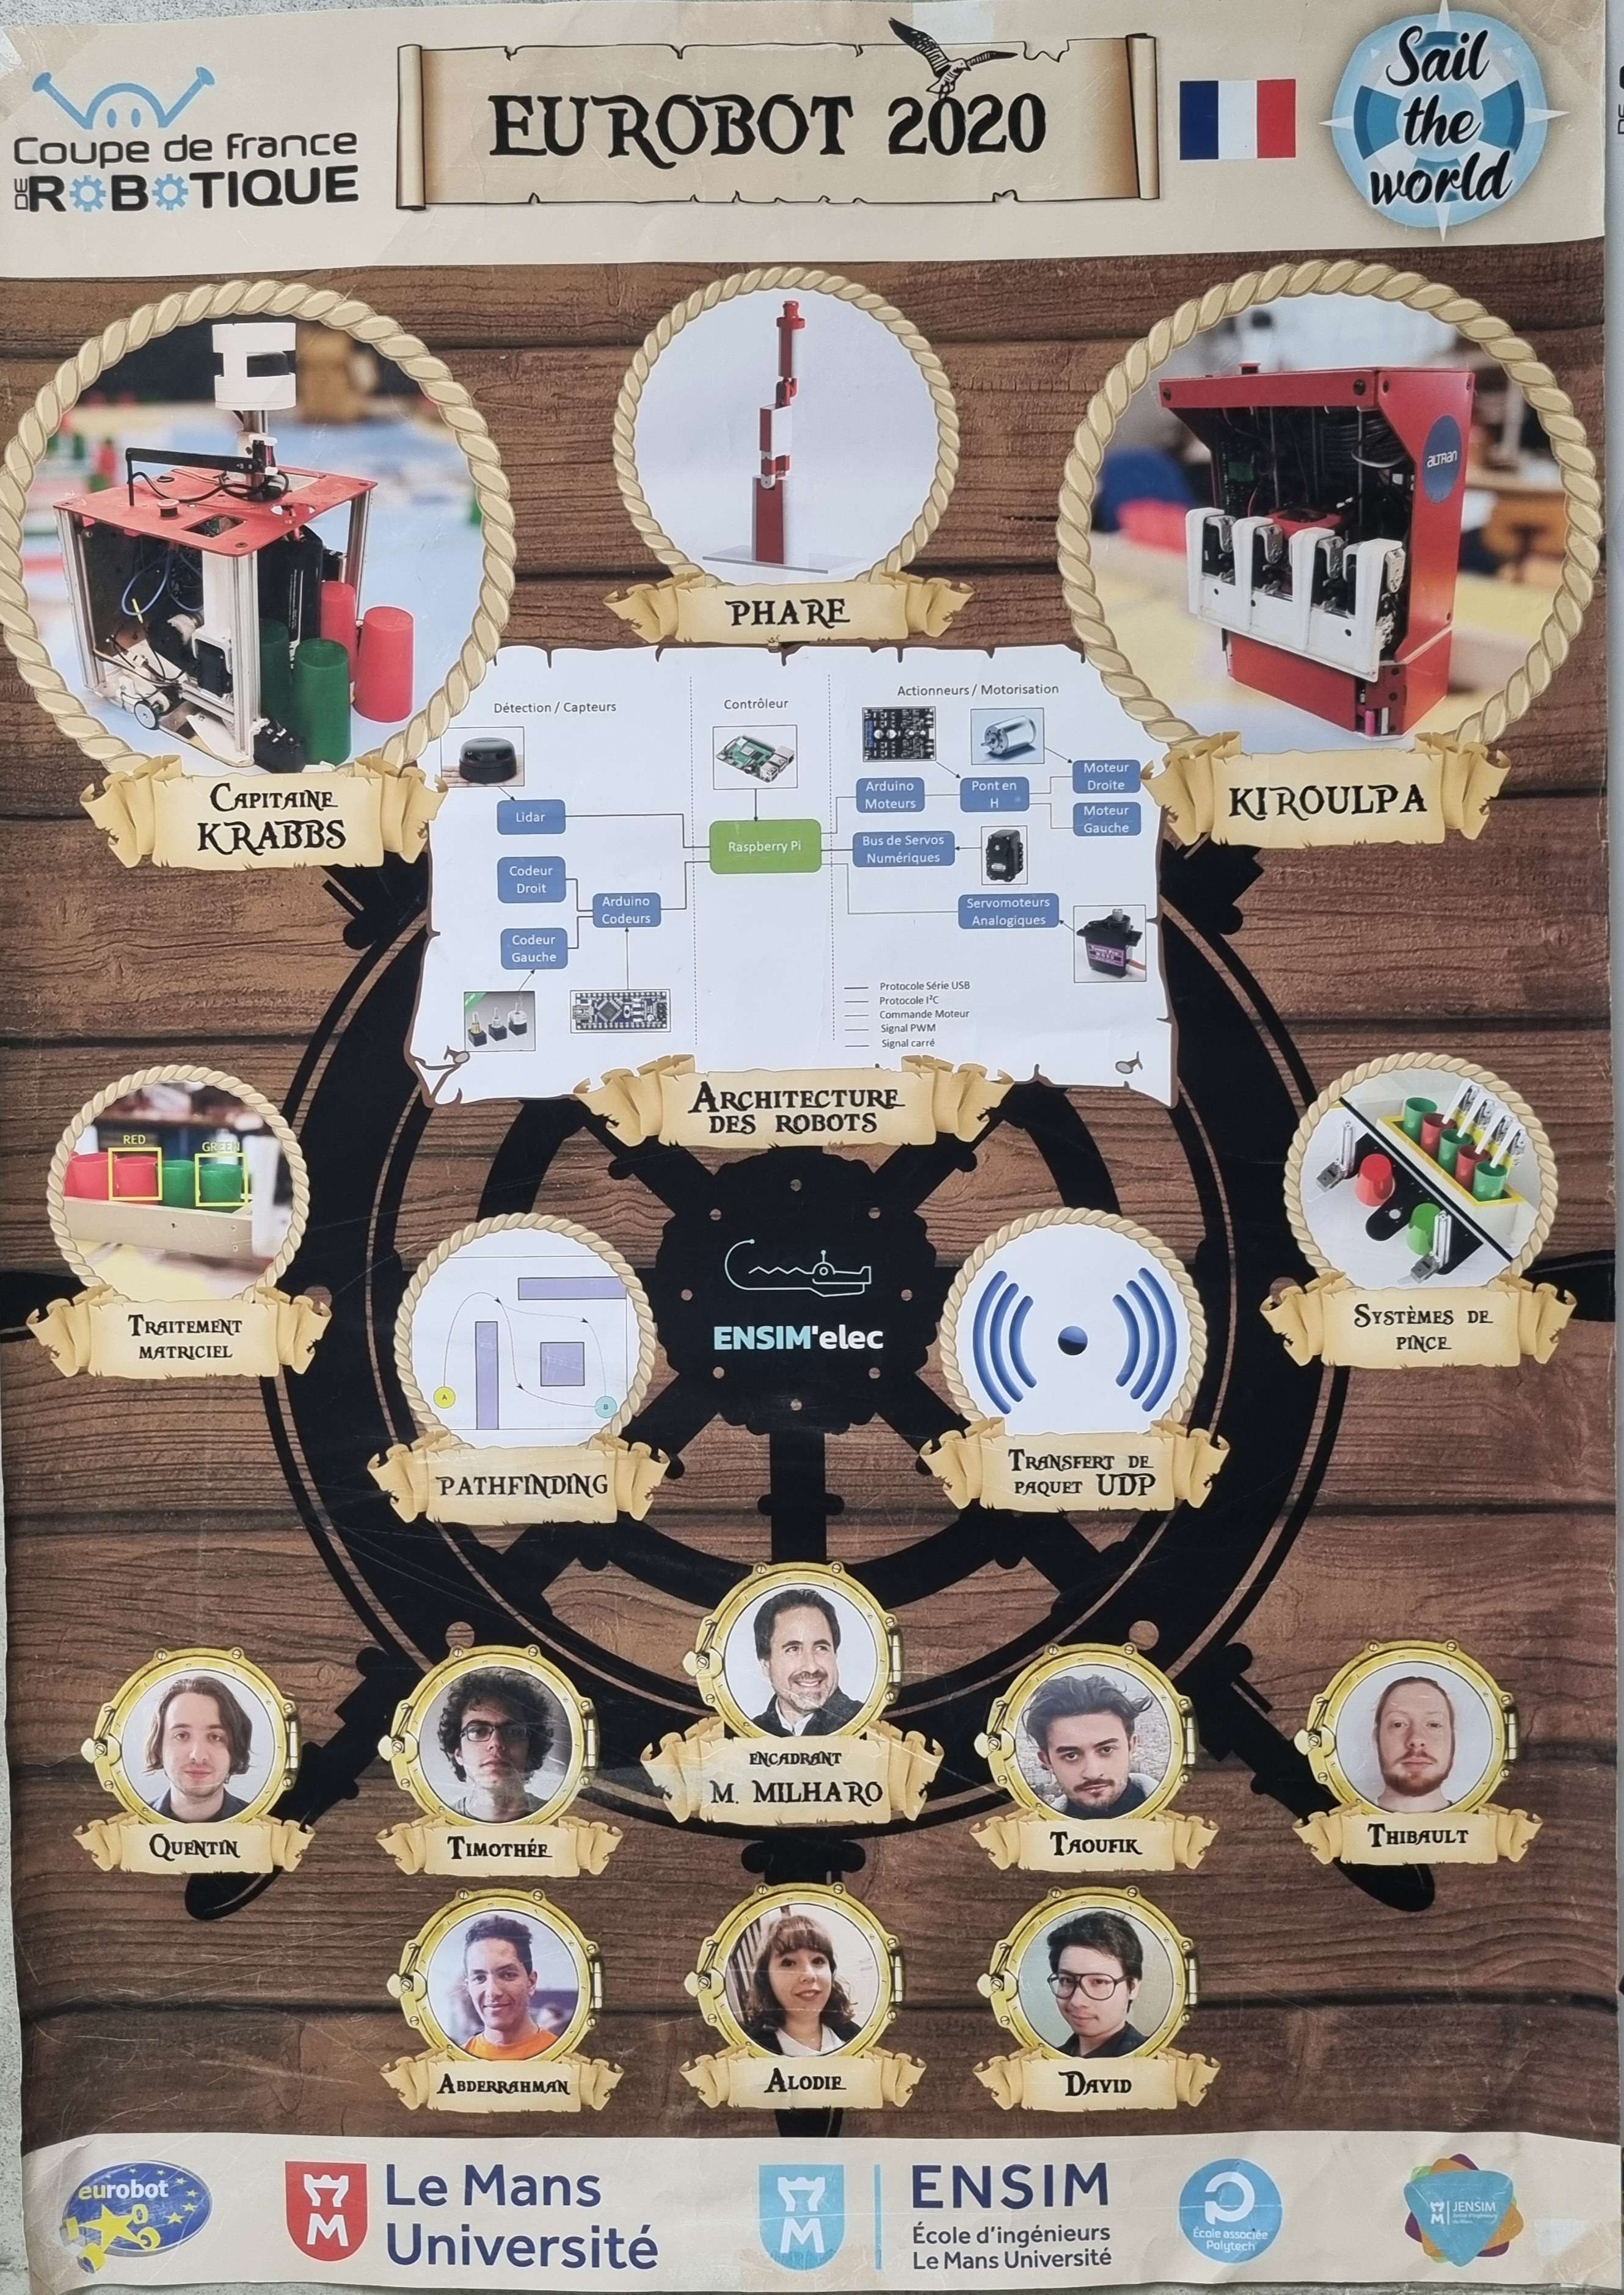 Coupe de france
DE ROBOTIQUE
EUROBOT 2020
Sail
the
world
PHARE
ALTRAN
CAPITAINE
KRABBS
KIROULPA
Détection / Capteurs
Contrôleur
Actionneurs / Motorisation
Lidar
Codeur
Droit
Codeur
Gauche
Arduino
Codeurs
Raspberry Pi
Arduino
Moteurs
Pont en
H
Moteur
Droite
Moteur
Gauche
Bus de Servos
Numériques
Servomoteurs
Analogiques
Protocole Série USB
Protocole I²C
Commande Moteur
Signal PWM
Signal carré
ARCHITECTURE
DES ROBOTS
RED
GREEN
TRAITEMENT
MATRICIEL
A
B
PATHFINDING
ENSIM'elec
TRANSFERT DE
PAQUET UDP
SYSTÈMES DE
PINCE
ENCADRANT
M. MILHARO
QUENTIN
TIMOTHÉE
TAOUFIK
THIBAULT
ABDERRAHMAN
ALODIE
DAVID
eurobot
Le Mans
Université
ENSIM
École d'ingénieurs
Le Mans Université
École associée
Polytech
JENSIM